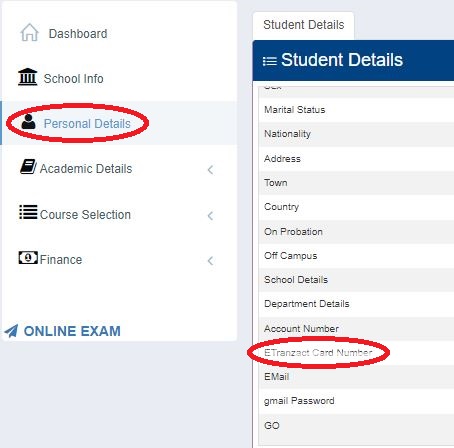 Dashboard
School Info
Personal Details
Academic Details
Course Selection
Finance
ONLINE EXAM
Student Details
Student Details
Sex
Marital Status
Nationality
Address
Town
Country
On Probation
Off Campus
School Details
Department Details
Account Number
ETranzact Card Number
EMail
gmail Password
GO